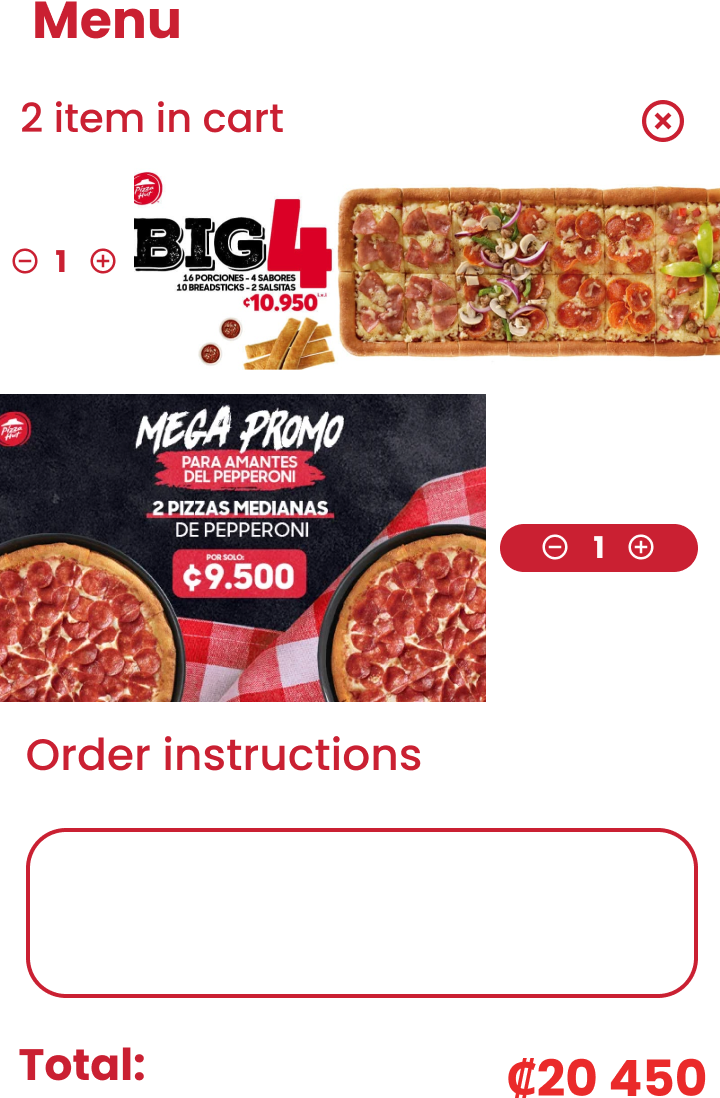 Menu
2 item in cart
Pizza
Hut
BIG4
16 PORCIONES - 4 SABORES
10 BREADSTICKS - 2 SALSITAS
₡10.950
1
Pizza
Hut
MEGA PROMO
PARA AMANTES
DEL PEPPERONI
2 PIZZAS MEDIANAS
DE PEPPERONI
POR SOLO:
₡9.500
1
Order instructions
Total:
₡20 450